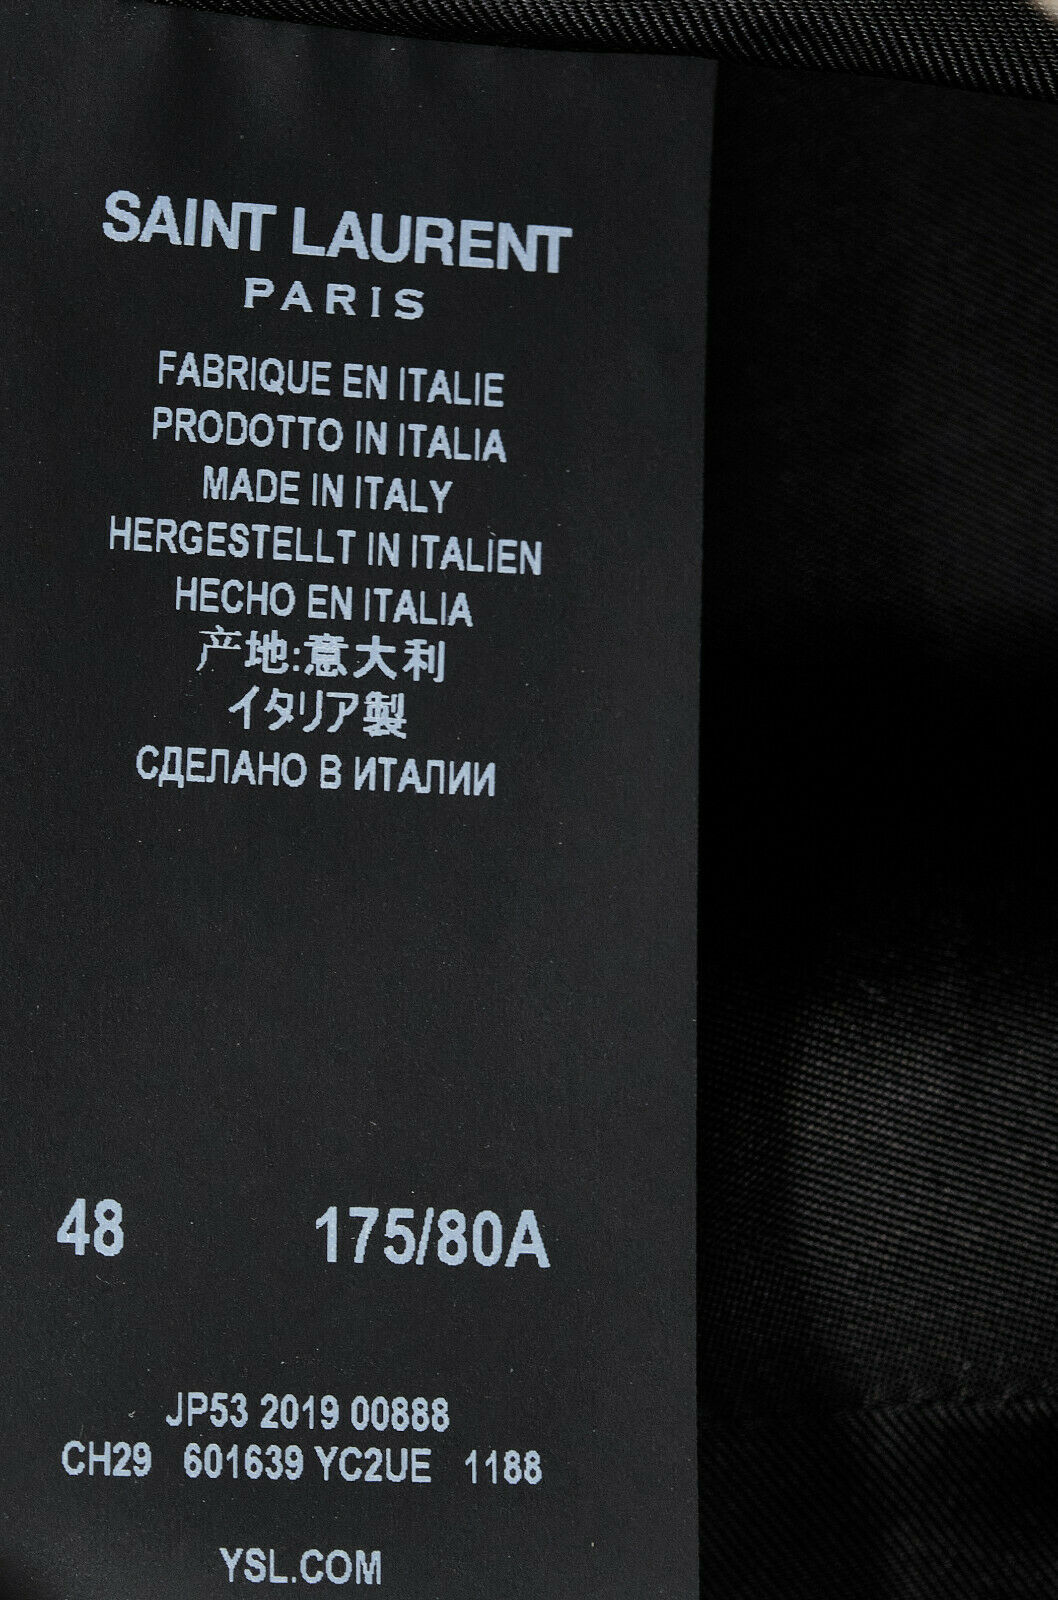 SAINT LAURENT
PARIS
FABRIQUE EN ITALIE
PRODOTTO IN ITALIA
MADE IN ITALY
HERGESTELLT IN ITALIEN
HECHO EN ITALIA
产地:意大利
イタリア製
СДЕЛАНО В ИТАЛИИ
48 175/80A
JP53 2019 00888
CH29 601639 YC2UE 1188
YSL.COM